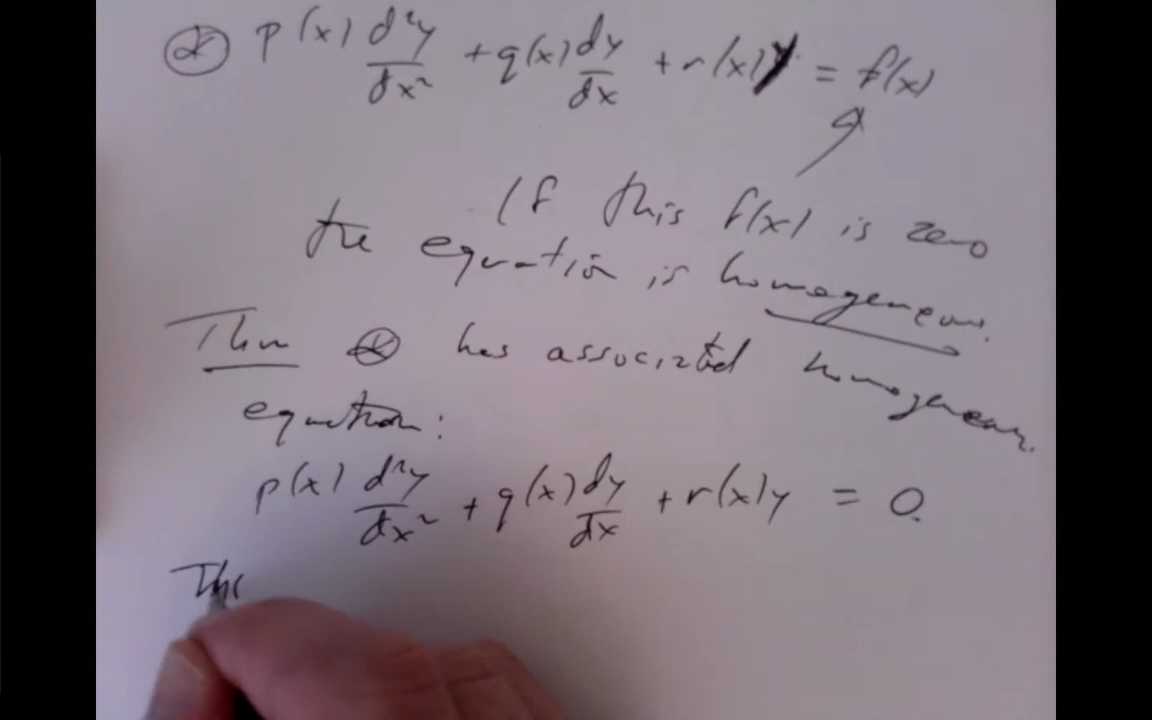 ⊛ p(x) d²y/dx² + q(x) dy/dx + r(x)y = f(x)
If this f(x) is zero
the equation is homogeneous.
Then ⊛ has associated homogeneous
equation:
p(x) d²y/dx² + q(x) dy/dx + r(x)y = 0.
The